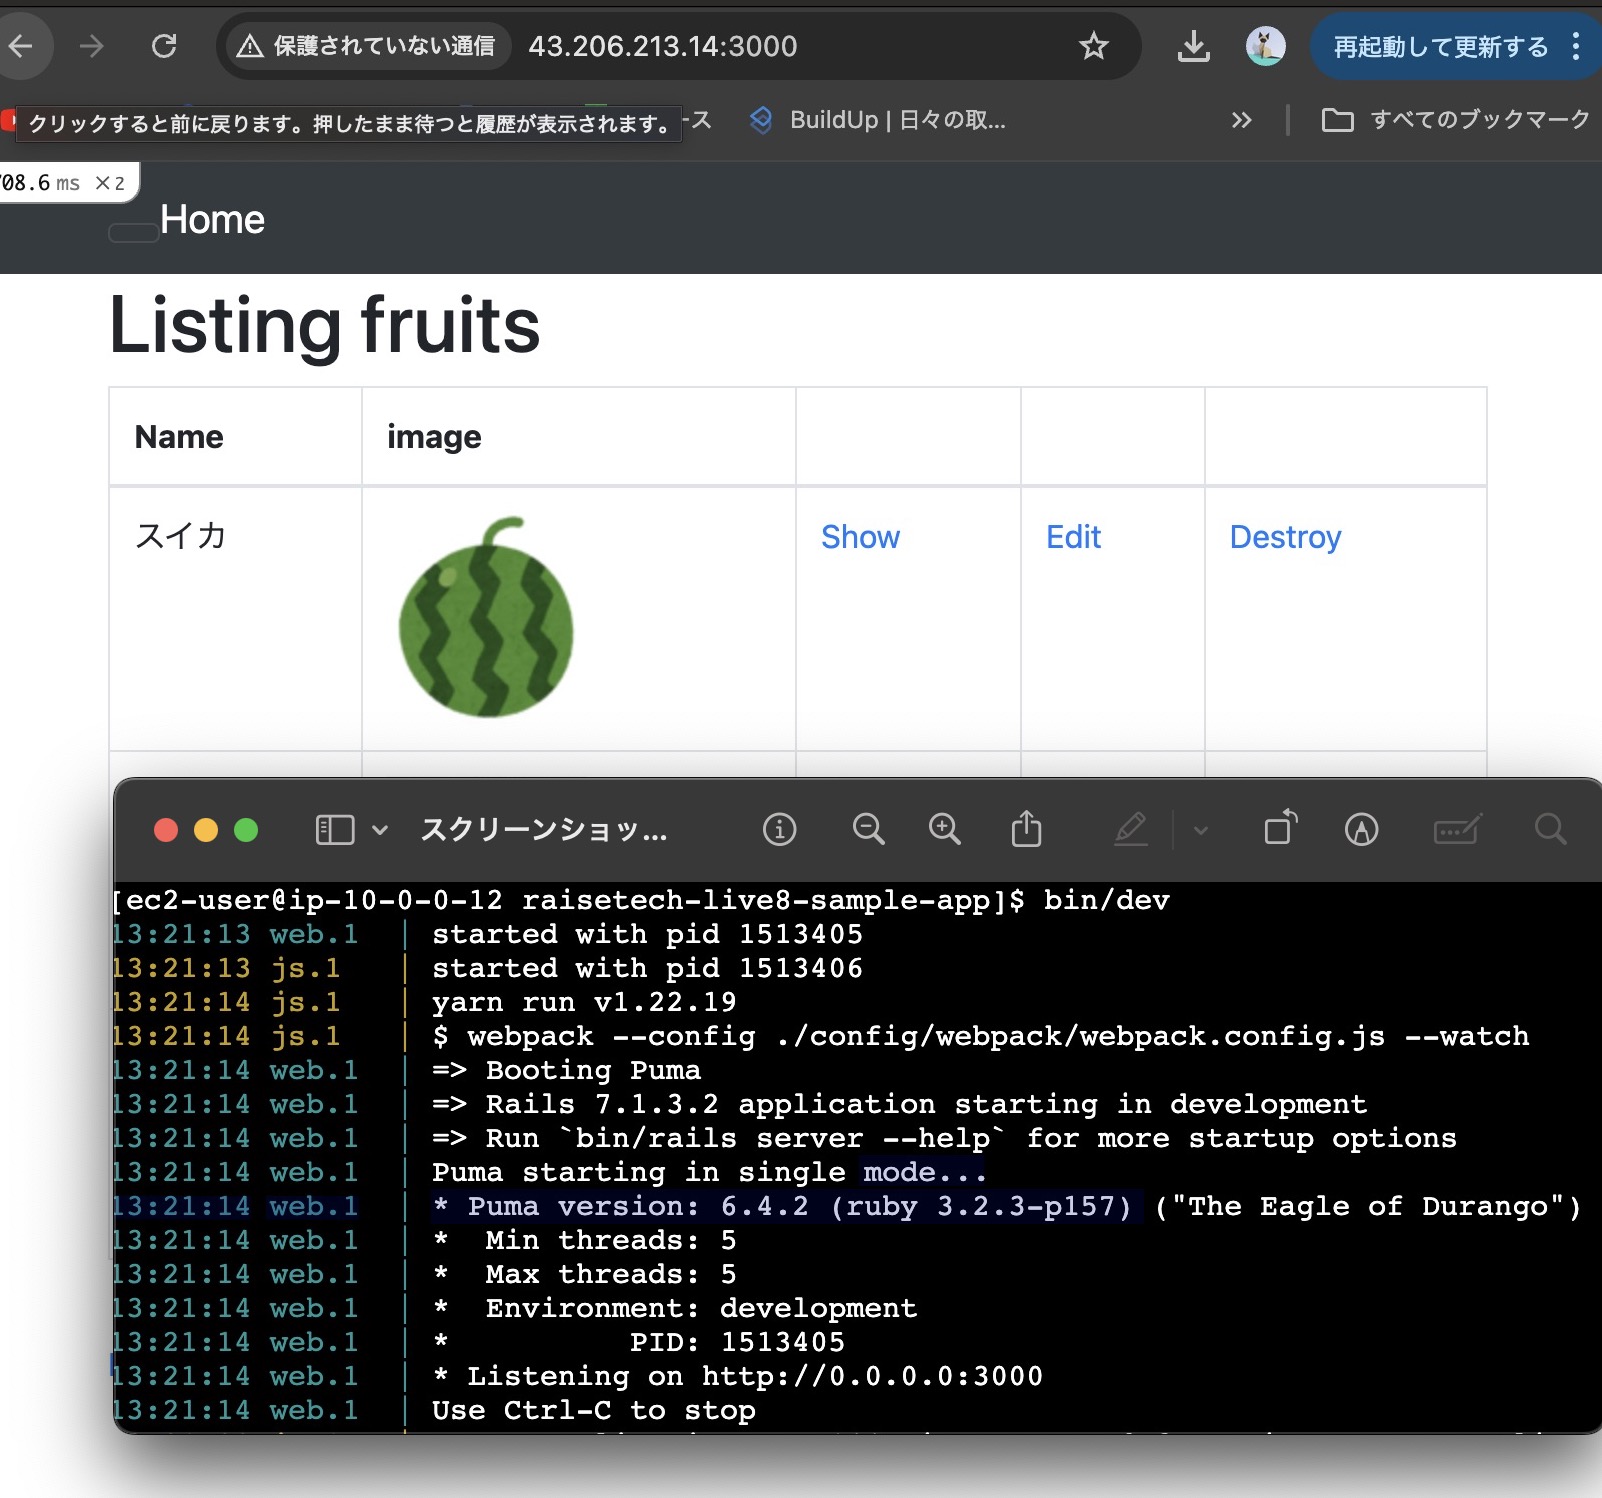 保護されていない通信 43.206.213.14:3000 再起動して更新する
クリックすると前に戻ります。押したまま待つと履歴が表示されます。 ース BuildUp | 日々の取... すべてのブックマーク
08.6 ms ×2
Home
Listing fruits
Name image
スイカ Show Edit Destroy
スクリーンショッ...
[ec2-user@ip-10-0-0-12 raisetech-live8-sample-app]$ bin/dev
13:21:13 web.1 | started with pid 1513405
13:21:13 js.1 | started with pid 1513406
13:21:14 js.1 | yarn run v1.22.19
13:21:14 js.1 | $ webpack --config ./config/webpack/webpack.config.js --watch
13:21:14 web.1 | => Booting Puma
13:21:14 web.1 | => Rails 7.1.3.2 application starting in development
13:21:14 web.1 | => Run `bin/rails server --help` for more startup options
13:21:14 web.1 | Puma starting in single mode...
13:21:14 web.1 | * Puma version: 6.4.2 (ruby 3.2.3-p157) ("The Eagle of Durango")
13:21:14 web.1 | *  Min threads: 5
13:21:14 web.1 | *  Max threads: 5
13:21:14 web.1 | *  Environment: development
13:21:14 web.1 | *          PID: 1513405
13:21:14 web.1 | * Listening on http://0.0.0.0:3000
13:21:14 web.1 | Use Ctrl-C to stop